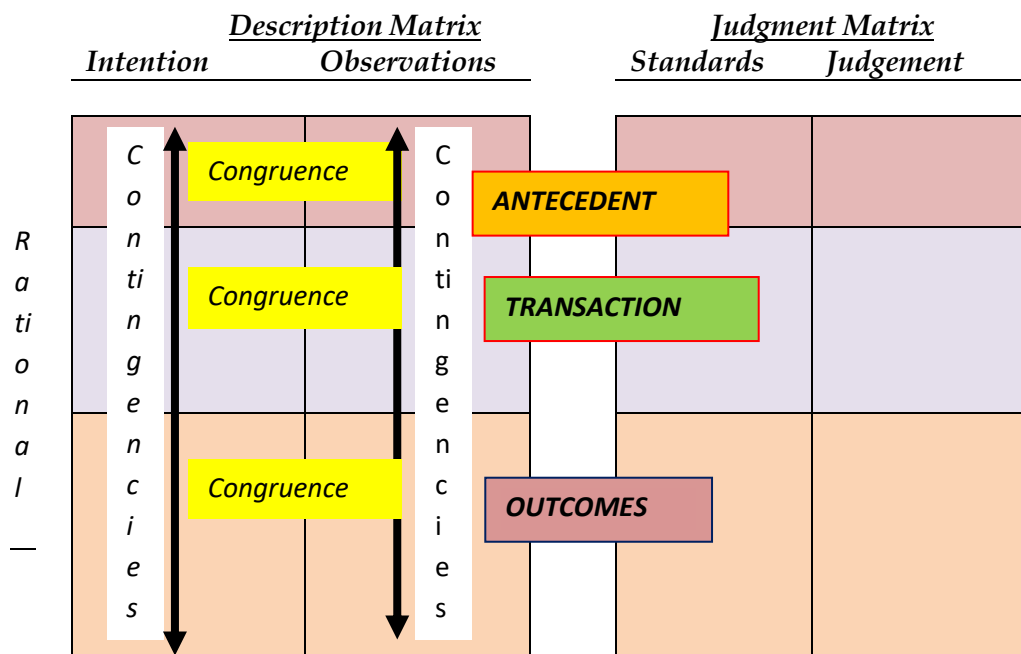 Description Matrix Judgment Matrix
Intention Observations Standards Judgement
Rational
Contingencies
Congruence
Contingencies
ANTECEDENT
Congruence
TRANSACTION
Congruence
OUTCOMES